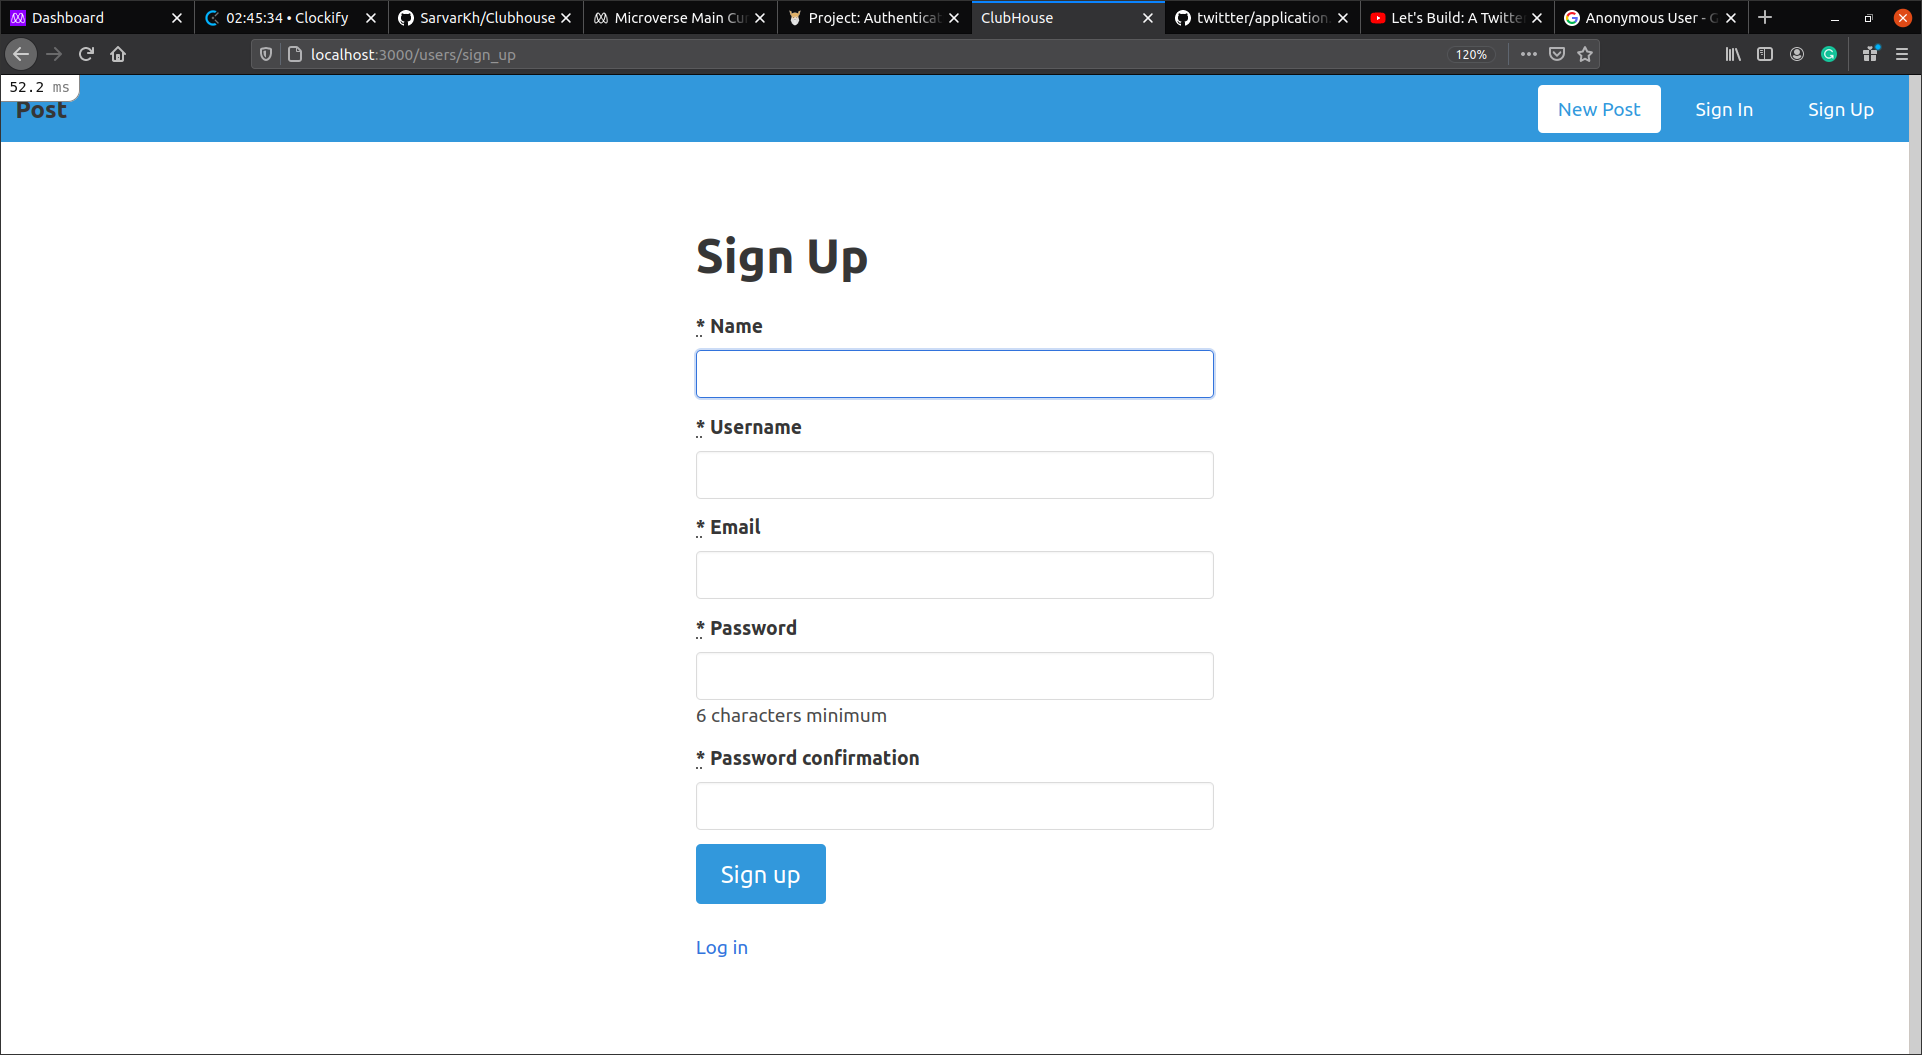 Dashboard
02:45:34 • Clockify
SarvarKh/Clubhouse
Microverse Main Cu
Project: Authenticat
ClubHouse
twittter/application.
Let's Build: A Twitte
Anonymous User - G
localhost:3000/users/sign_up
120%
52.2 ms
Post
New Post
Sign In
Sign Up
Sign Up
* Name
* Username
* Email
* Password
6 characters minimum
* Password confirmation
Sign up
Log in